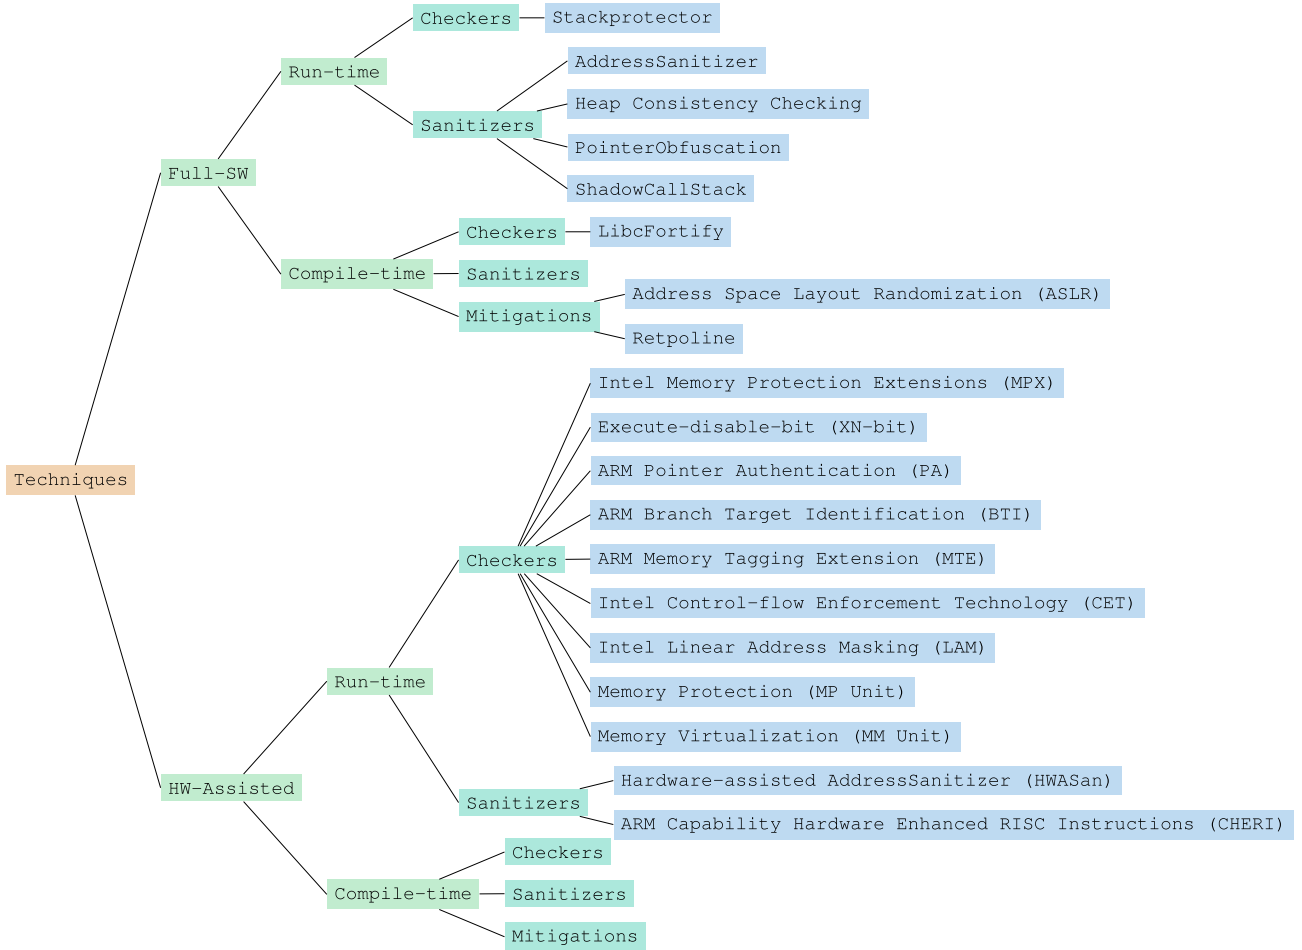 Checkers
Stackprotector
AddressSanitizer
Run-time
Heap Consistency Checking
Sanitizers
PointerObfuscation
Full-SW
ShadowCallStack
Checkers
LibcFortify
Compile-time
Sanitizers
Address Space Layout Randomization (ASLR)
Mitigations
Retpoline
Intel Memory Protection Extensions (MPX)
Execute-disable-bit (XN-bit)
Techniques
ARM Pointer Authentication (PA)
ARM Branch Target Identification (BTI)
Checkers
ARM Memory Tagging Extension (MTE)
Intel Control-flow Enforcement Technology (CET)
Intel Linear Address Masking (LAM)
Run-time
Memory Protection (MP Unit)
Memory Virtualization (MM Unit)
HW-Assisted
Hardware-assisted AddressSanitizer (HWASan)
Sanitizers
ARM Capability Hardware Enhanced RISC Instructions (CHERI)
Checkers
Compile-time
Sanitizers
Mitigations